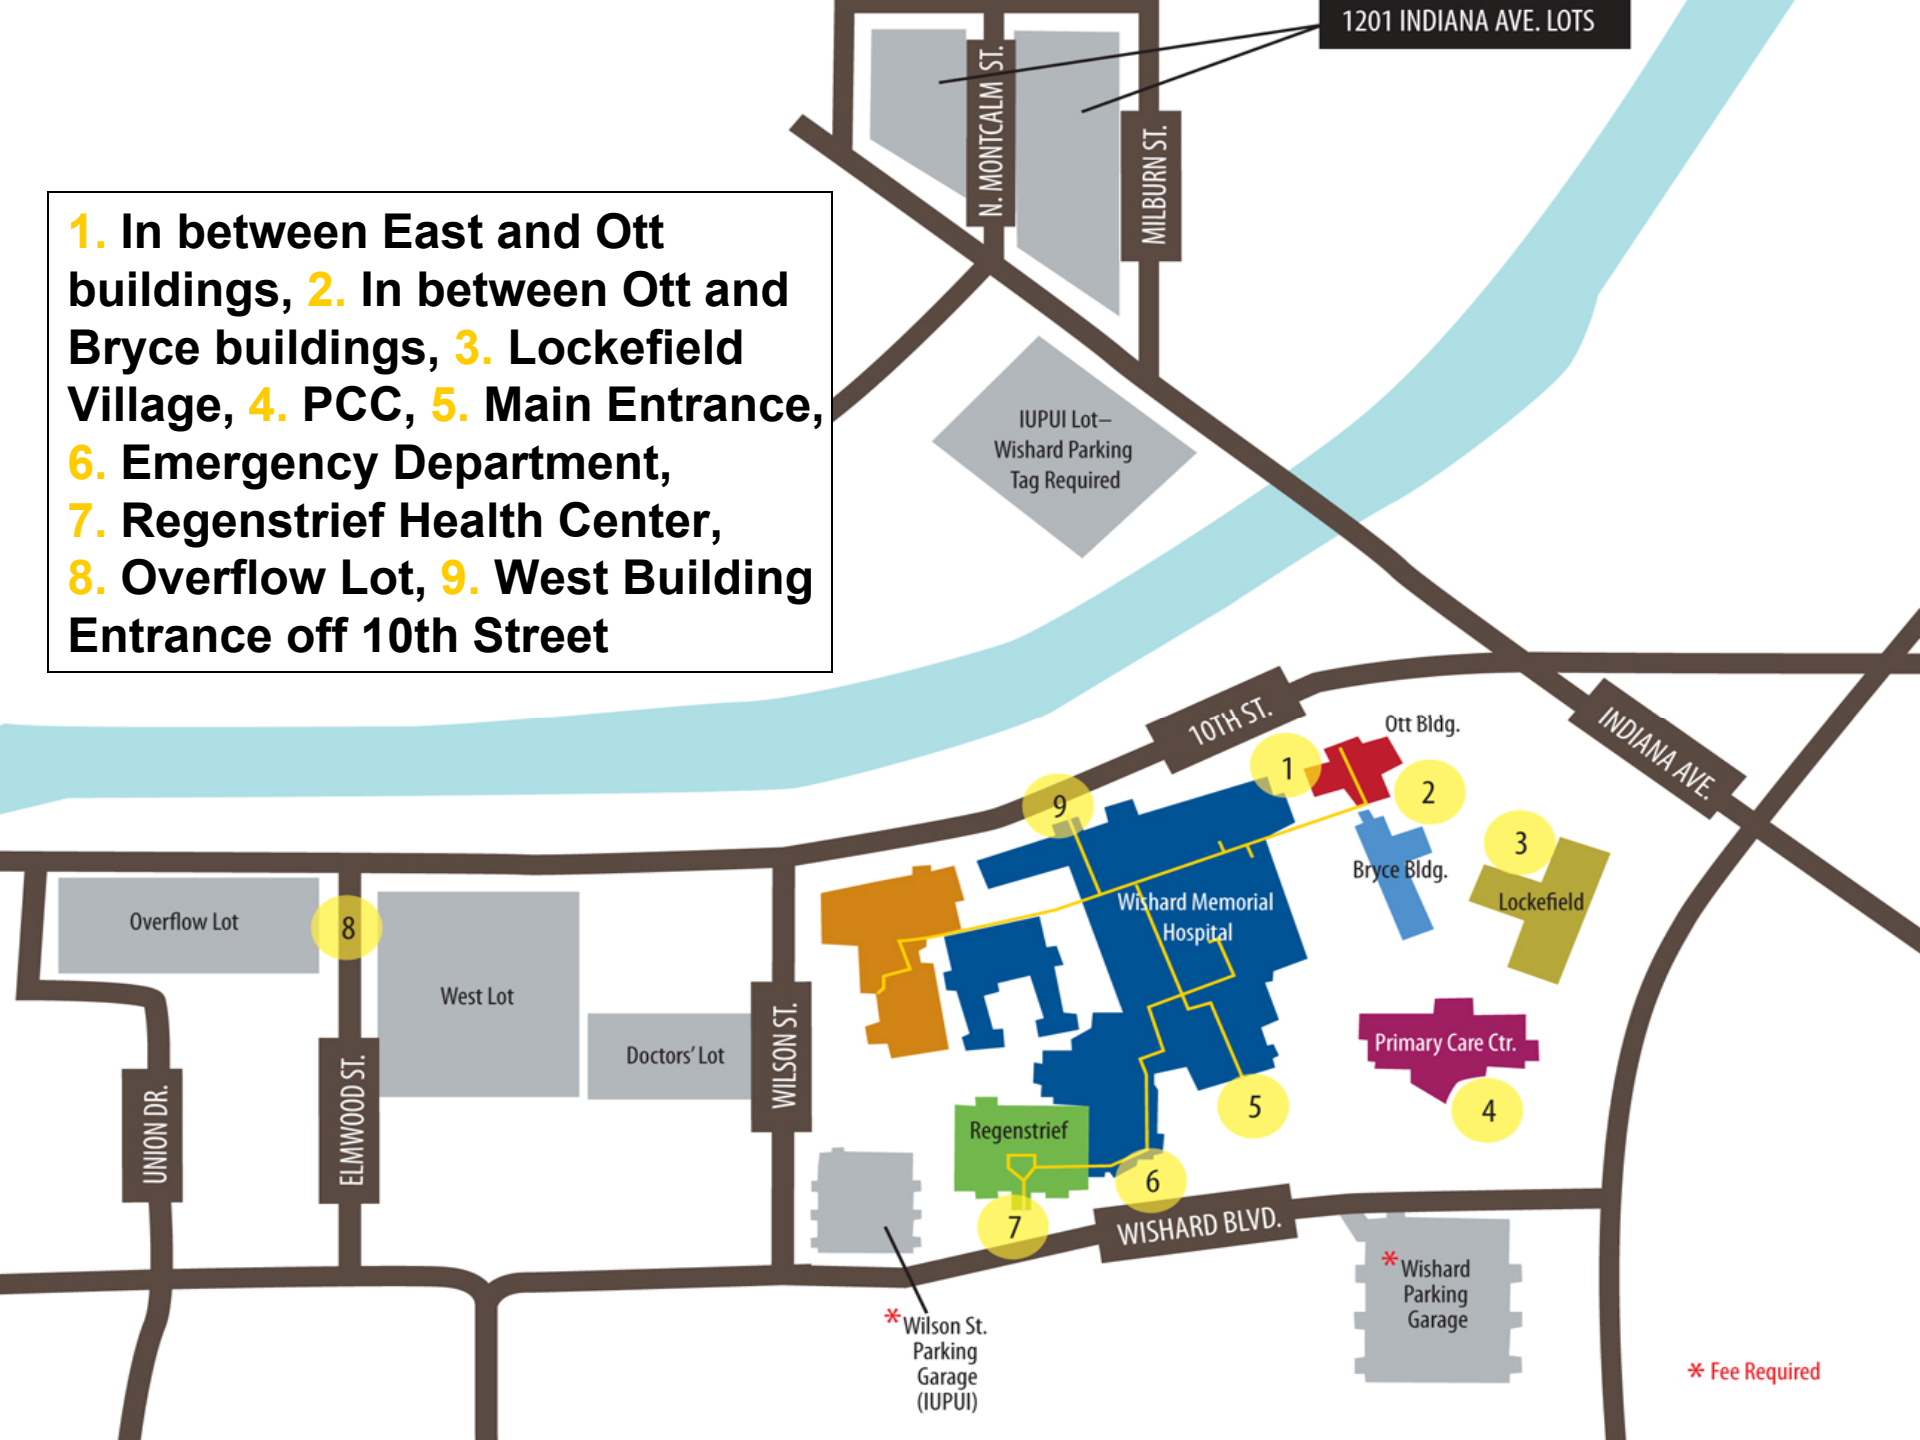 1201 INDIANA AVE. LOTS
N. MONTCALM ST.
MILBURN ST.
1. In between East and Ott
buildings, 2. In between Ott and
Bryce buildings, 3. Lockefield
Village, 4. PCC, 5. Main Entrance,
6. Emergency Department,
7. Regenstrief Health Center,
8. Overflow Lot, 9. West Building
Entrance off 10th Street
IUPUI Lot–
Wishard Parking
Tag Required
10TH ST.
INDIANA AVE.
Ott Bldg.
1
2
9
3
Bryce Bldg.
Lockefield
Wishard Memorial
Hospital
Overflow Lot
8
West Lot
Doctors' Lot
WILSON ST.
UNION DR.
ELMWOOD ST.
Primary Care Ctr.
5
4
Regenstrief
6
7
WISHARD BLVD.
* Wishard
Parking
Garage
* Wilson St.
Parking
Garage
(IUPUI)
* Fee Required